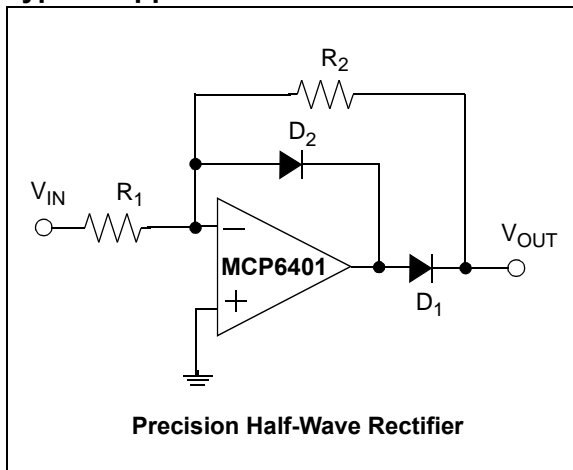 R2
D2
VIN
R1
VOUT
MCP6401
D1
Precision Half-Wave Rectifier